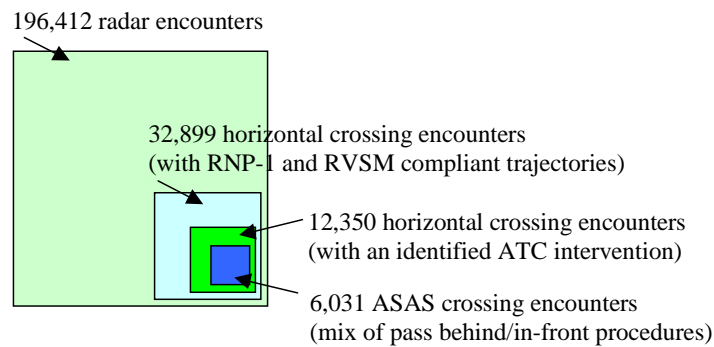 196,412 radar encounters
32,899 horizontal crossing encounters
(with RNP-1 and RVSM compliant trajectories)
12,350 horizontal crossing encounters
(with an identified ATC intervention)
6,031 ASAS crossing encounters
(mix of pass behind/in-front procedures)